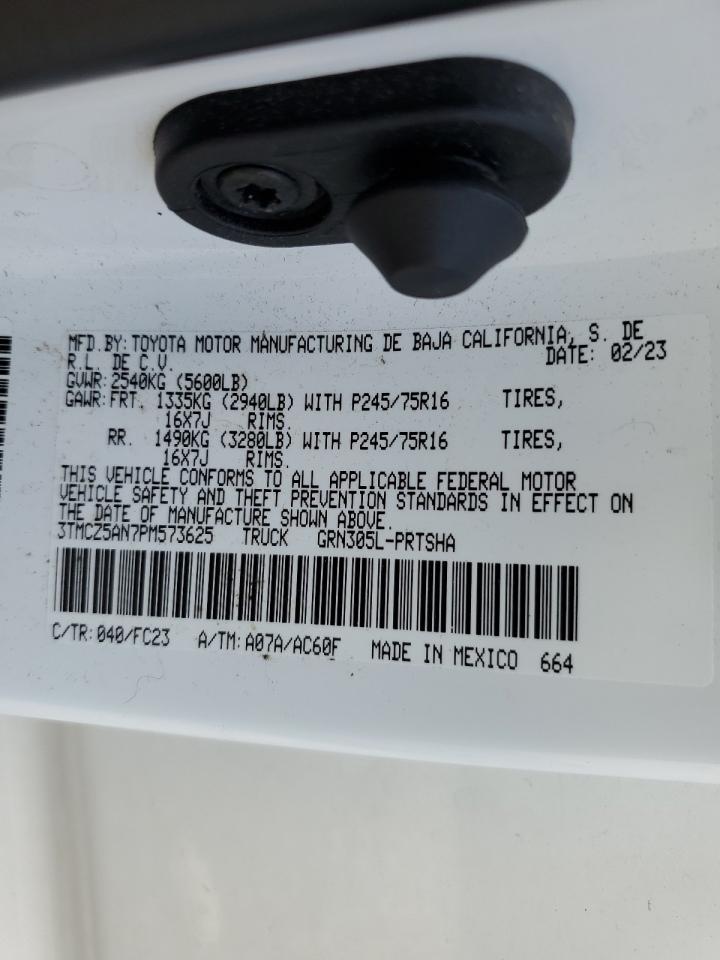 MFD.BY:TOYOTA MOTOR MANUFACTURING DE BAJA CALIFORNIA, S. DE
R.L. DE C.V. DATE: 02/23
GVWR:2540KG (5600LB)
GAWR:FRT. 1335KG (2940LB) WITH P245/75R16 TIRES,
16X7J RIMS.
RR. 1490KG (3280LB) WITH P245/75R16 TIRES,
16X7J RIMS.
THIS VEHICLE CONFORMS TO ALL APPLICABLE FEDERAL MOTOR
VEHICLE SAFETY AND THEFT PREVENTION STANDARDS IN EFFECT ON
THE DATE OF MANUFACTURE SHOWN ABOVE.
3TMCZ5AN7PM573625 TRUCK GRN305L-PRTSHA
C/TR:040/FC23 A/TM:A07A/AC60F MADE IN MEXICO 664